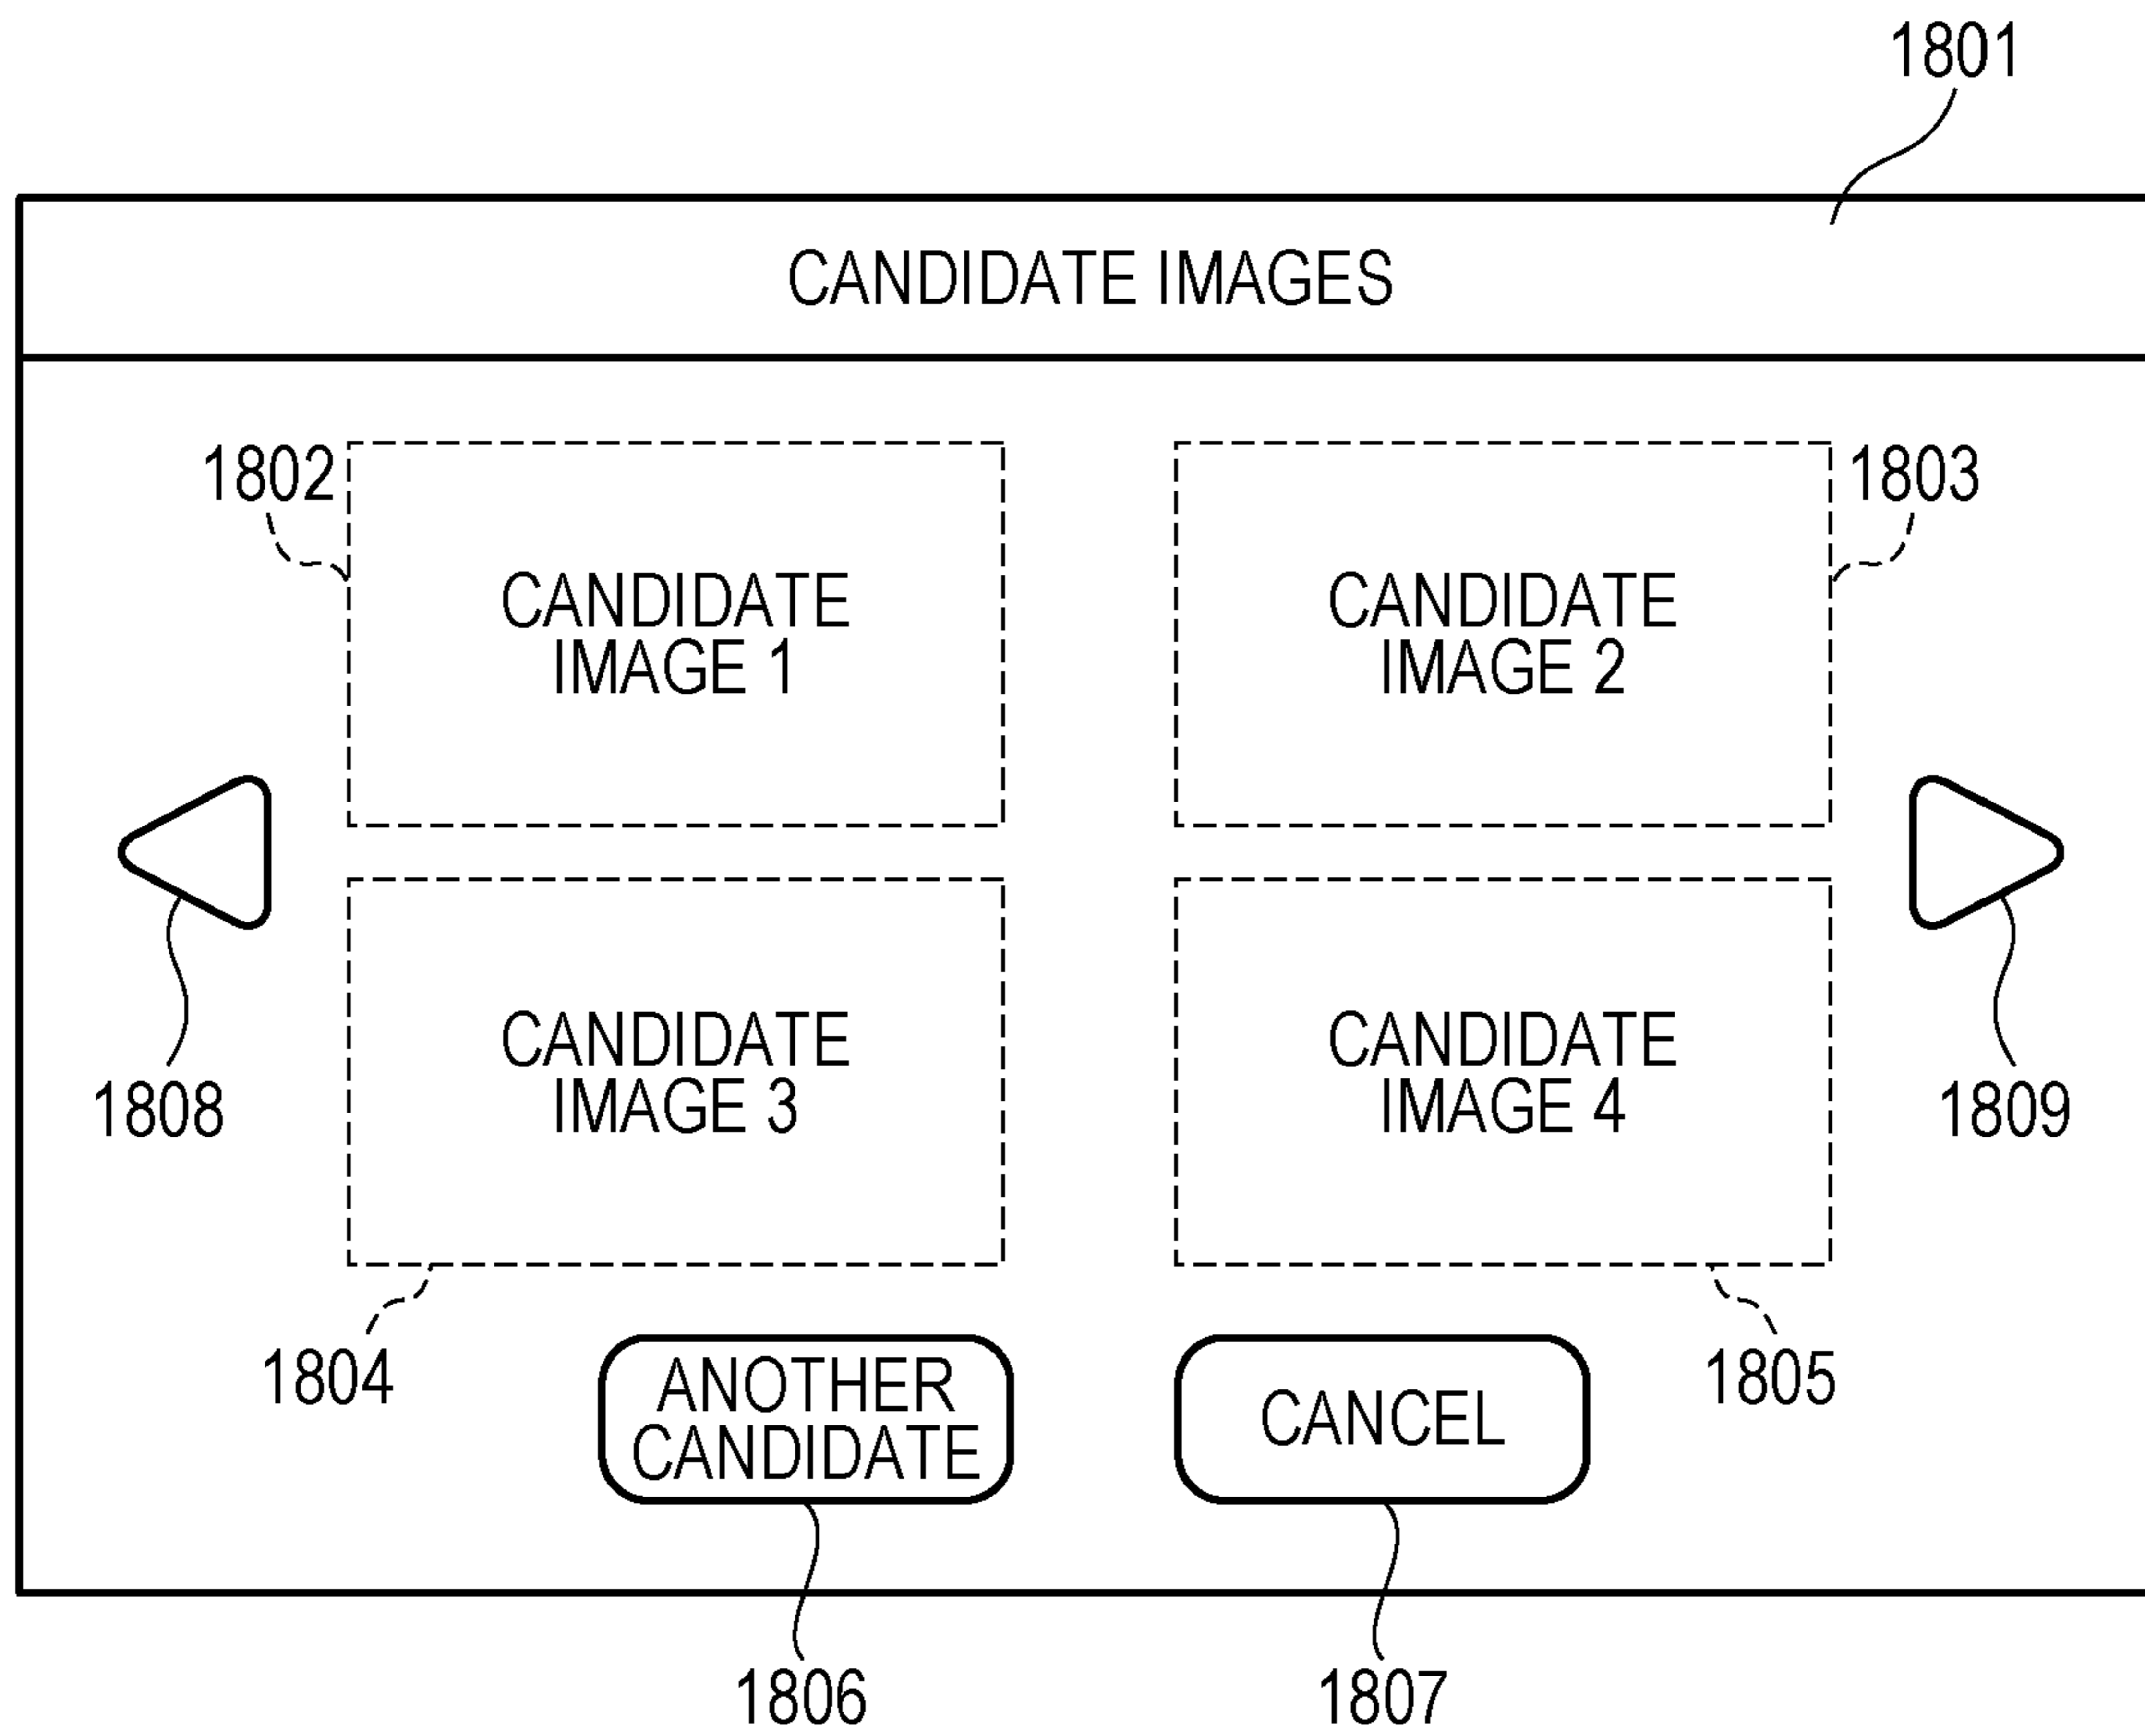 1801
CANDIDATE IMAGES
1802
1803
CANDIDATE
IMAGE 1
CANDIDATE
IMAGE 2
CANDIDATE
IMAGE 3
CANDIDATE
IMAGE 4
1808
1809
1804
1805
ANOTHER
CANDIDATE
CANCEL
1806
1807